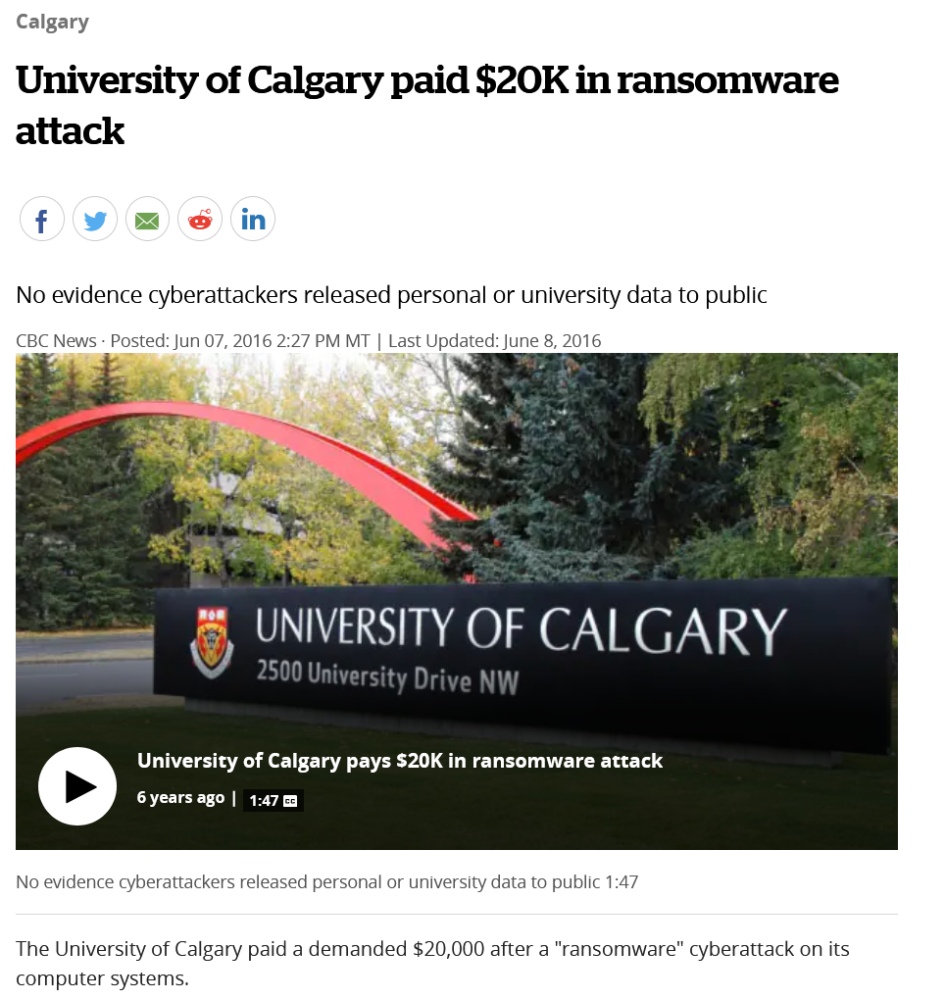 Calgary
University of Calgary paid $20K in ransomware
attack
No evidence cyberattackers released personal or university data to public
CBC News · Posted: Jun 07, 2016 2:27 PM MT | Last Updated: June 8, 2016
UNIVERSITY OF CALGARY
2500 University Drive NW
University of Calgary pays $20K in ransomware attack
6 years ago | 1:47 CC
No evidence cyberattackers released personal or university data to public 1:47
The University of Calgary paid a demanded $20,000 after a "ransomware" cyberattack on its
computer systems.